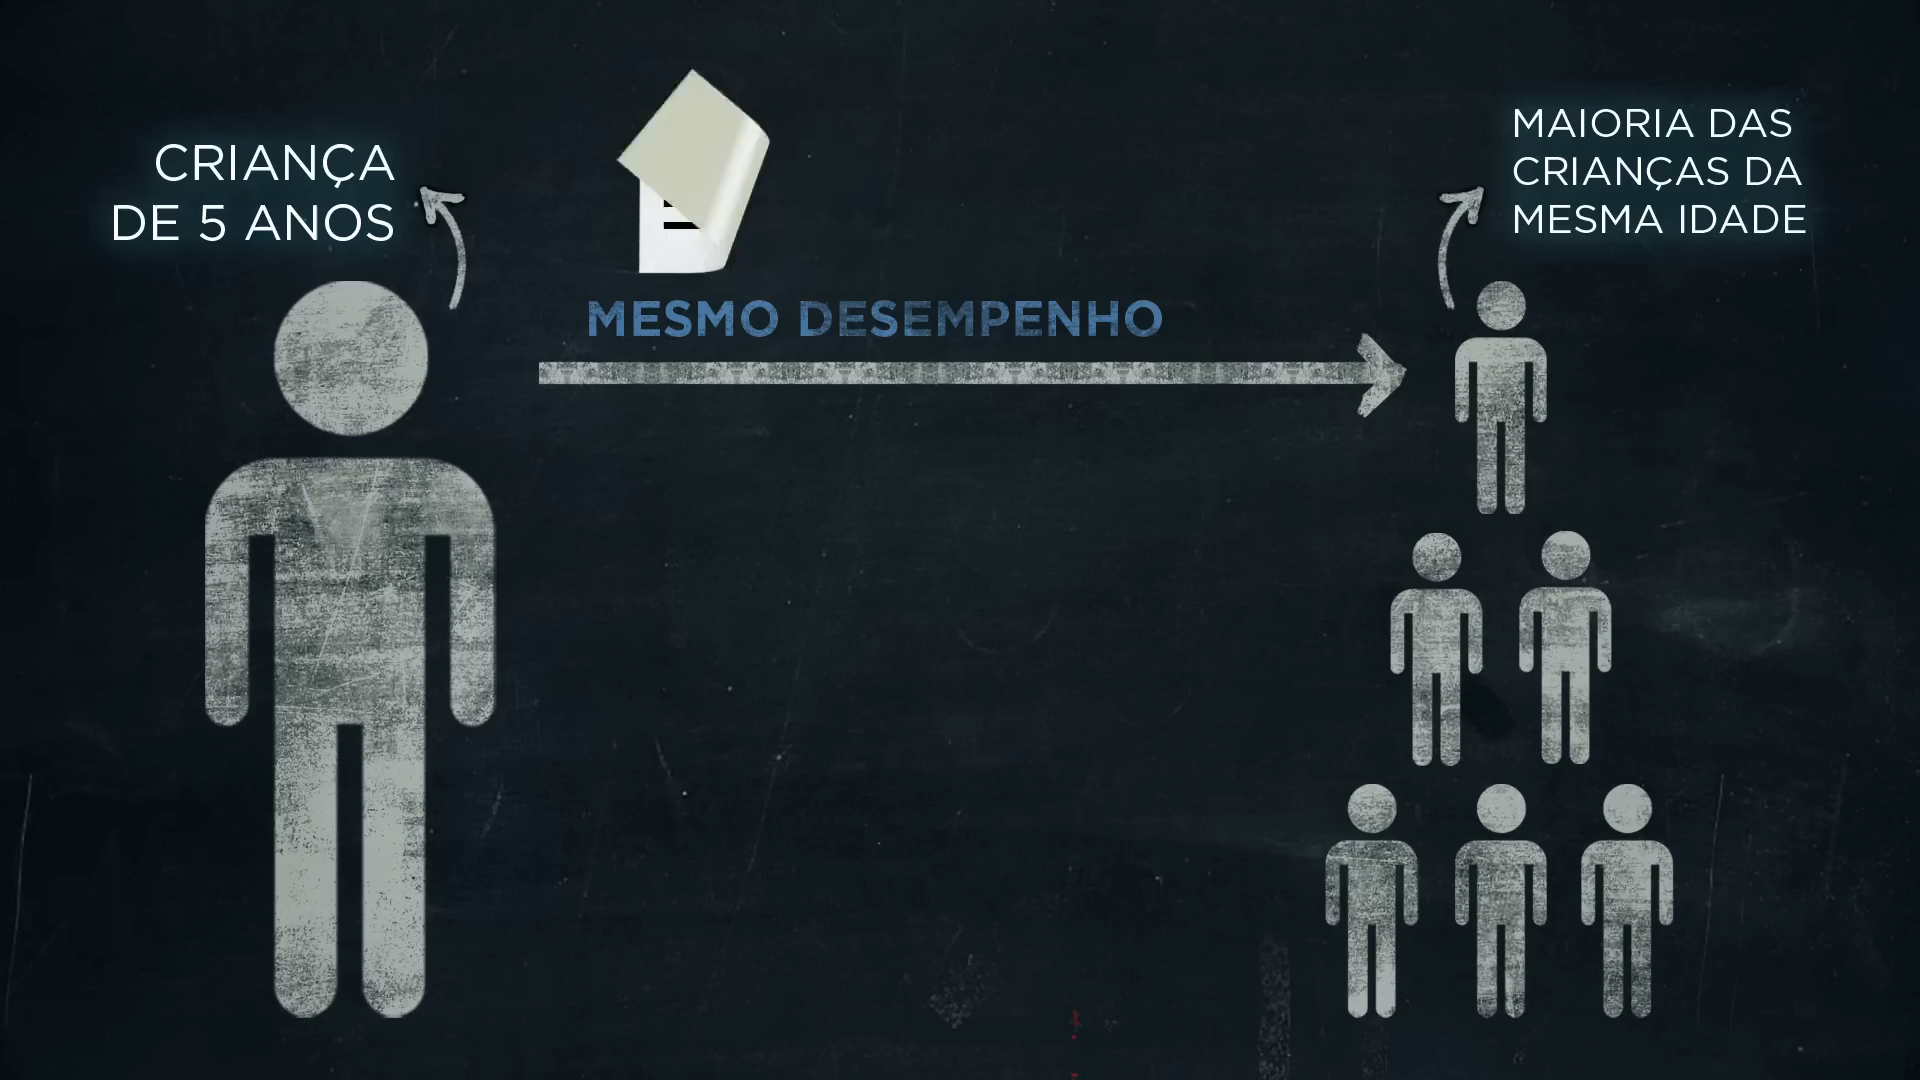 CRIANÇA
DE 5 ANOS
MESMO DESEMPENHO
MAIORIA DAS
CRIANÇAS DA
MESMA IDADE